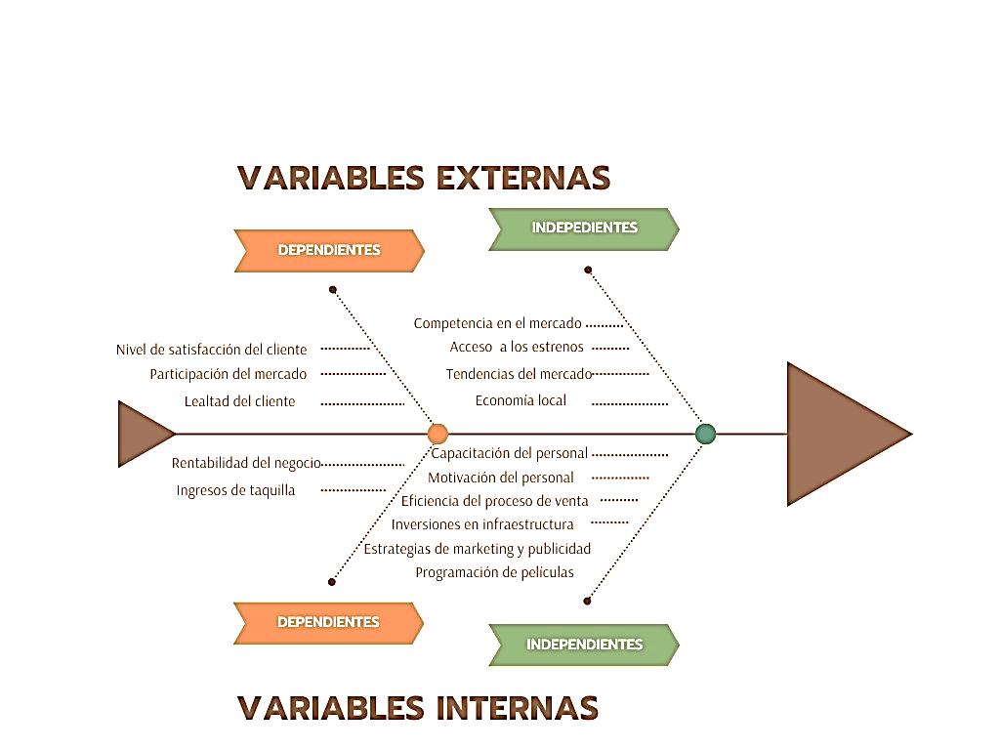 VARIABLES EXTERNAS
DEPENDIENTES
INDEPEDIENTES
Nivel de satisfacción del cliente
Participación del mercado
Lealtad del cliente
Competencia en el mercado
Acceso a los estrenos
Tendencias del mercado
Economía local
Rentabilidad del negocio
Ingresos de taquilla
Capacitación del personal
Motivación del personal
Eficiencia del proceso de venta
Inversiones en infraestructura
Estrategias de marketing y publicidad
Programación de películas
DEPENDIENTES
INDEPENDIENTES
VARIABLES INTERNAS